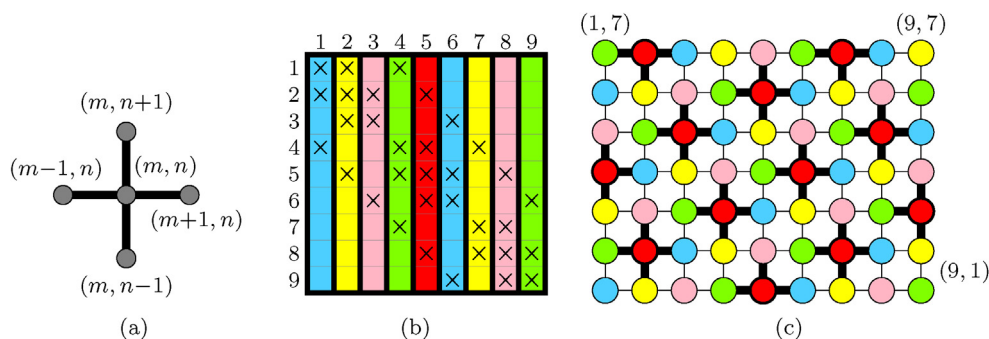 (m, n+1)
(m−1, n)
(m, n)
(m+1, n)
(m, n−1)
(a)
1 2 3 4 5 6 7 8 9
1 × × ×
2 × × × ×
3 × × ×
4 × × × ×
5 × × × × ×
6 × × × ×
7 × × ×
8 × × × ×
9 × × ×
(b)
(1, 7)
(9, 7)
(9, 1)
(c)